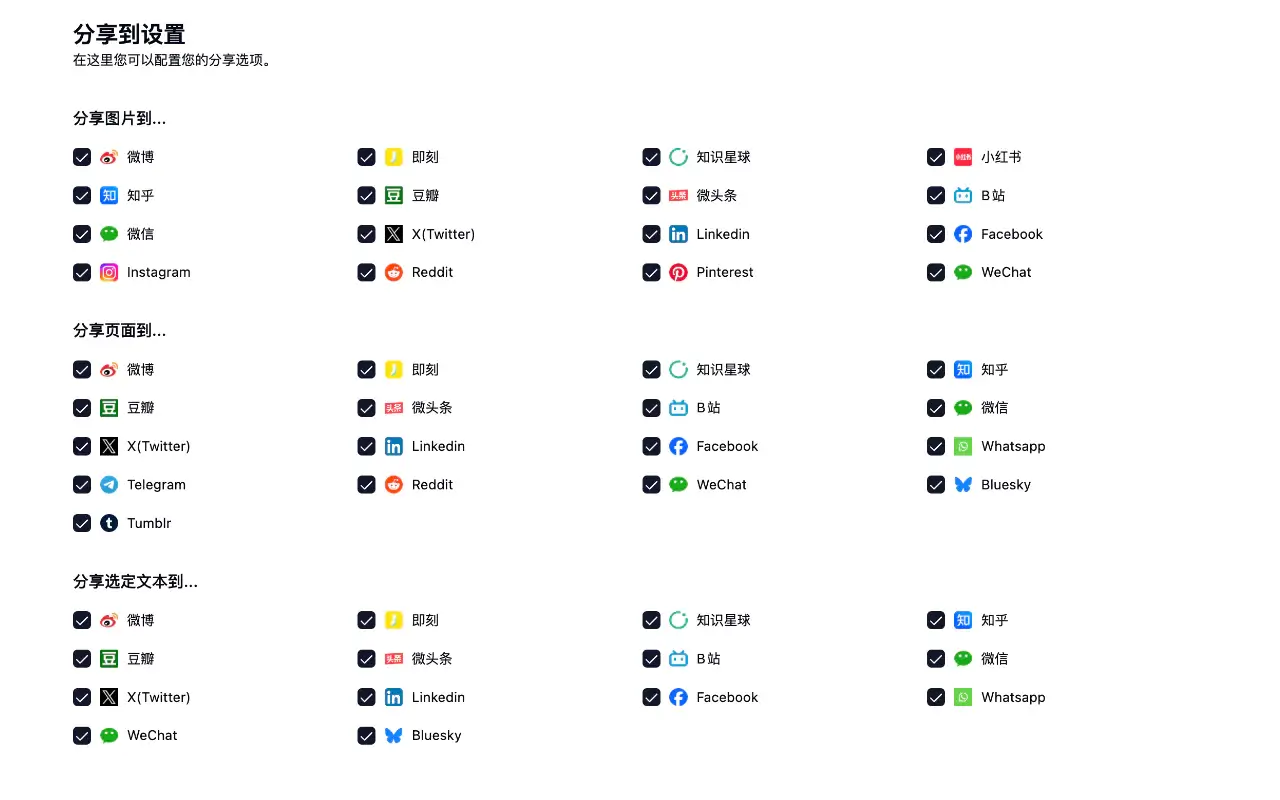 分享到设置
在这里您可以配置您的分享选项。
分享图片到...
微博 即刻 知识星球 小红书
知乎 豆瓣 微头条 B站
微信 X(Twitter) Linkedin Facebook
Instagram Reddit Pinterest WeChat
分享页面到...
微博 即刻 知识星球 知乎
豆瓣 微头条 B站 微信
X(Twitter) Linkedin Facebook Whatsapp
Telegram Reddit WeChat Bluesky
Tumblr
分享选定文本到...
微博 即刻 知识星球 知乎
豆瓣 微头条 B站 微信
X(Twitter) Linkedin Facebook Whatsapp
WeChat Bluesky